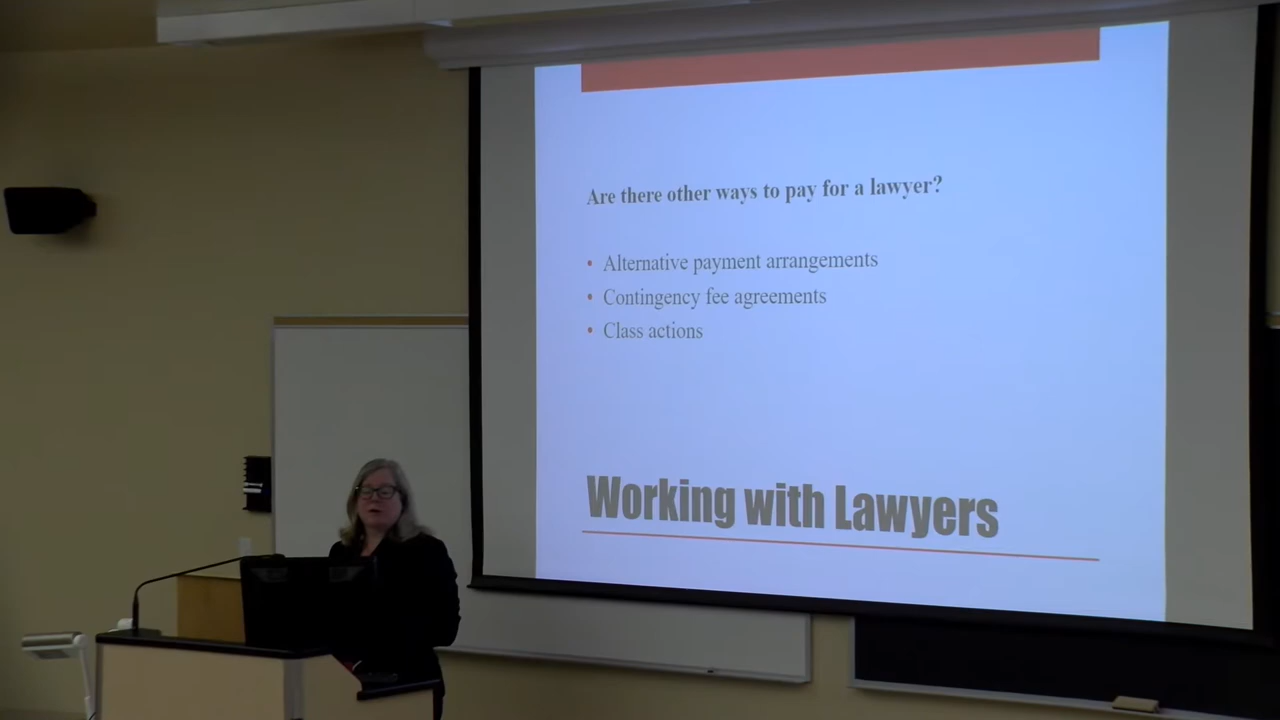 Are there other ways to pay for a lawyer?
• Alternative payment arrangements
• Contingency fee agreements
• Class actions
Working with Lawyers